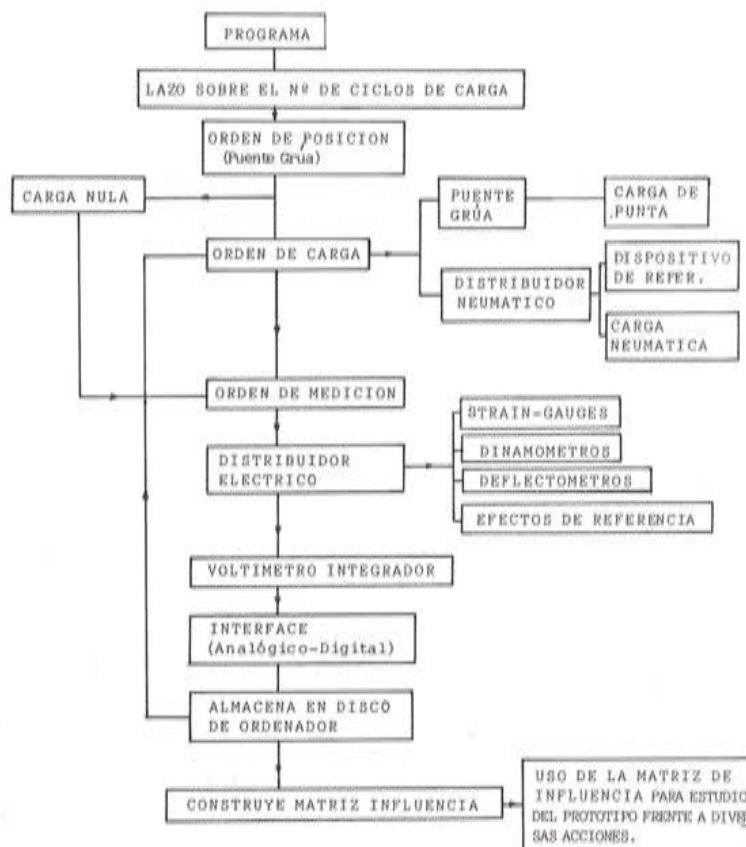 PROGRAMA
LAZO SOBRE EL Nº DE CICLOS DE CARGA
ORDEN DE POSICION
(Puente Grúa)
CARGA NULA
PUENTE
GRÚA
CARGA DE
PUNTA
ORDEN DE CARGA
DISTRIBUIDOR
NEUMATICO
DISPOSITIVO
DE REFER.
CARGA
NEUMATICA
ORDEN DE MEDICION
STRAIN-GAUGES
DISTRIBUIDOR
ELECTRICO
DINAMOMETROS
DEFLECTOMETROS
EFECTOS DE REFERENCIA
VOLTIMETRO INTEGRADOR
INTERFACE
(Analógico-Digital)
ALMACENA EN DISCO
DE ORDENADOR
CONSTRUYE MATRIZ INFLUENCIA
USO DE LA MATRIZ DE
INFLUENCIA PARA ESTUDIO
DEL PROTOTIPO FRENTE A DIVER
SAS ACCIONES.